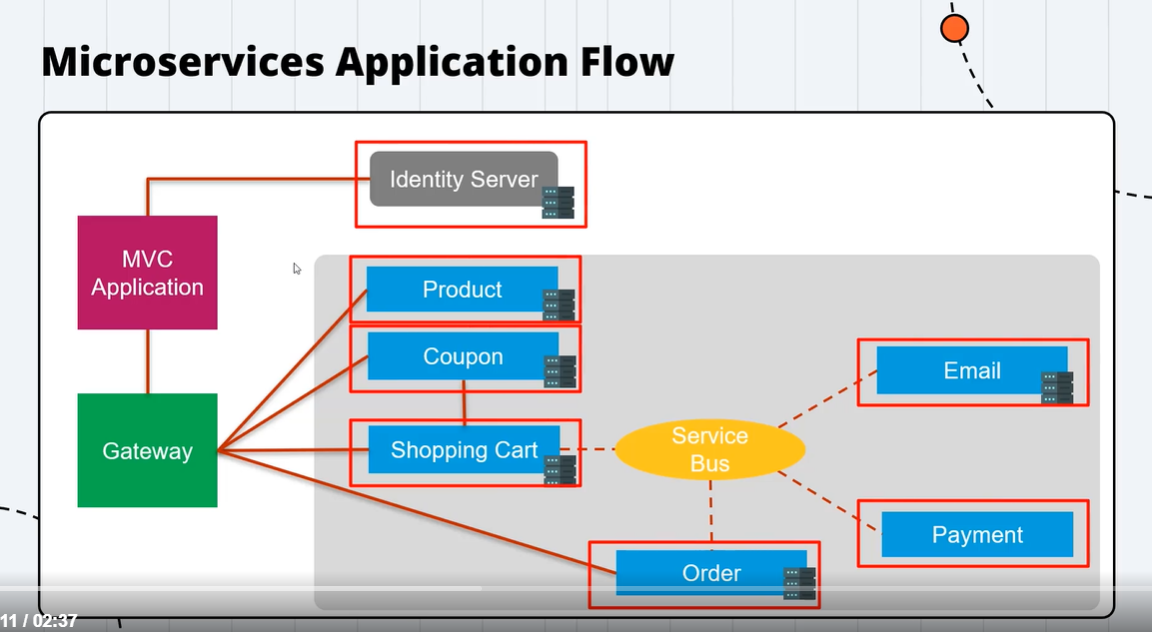 Microservices Application Flow
Identity Server
MVC
Application
Product
Coupon
Email
Gateway
Shopping Cart
Service
Bus
Payment
Order
11 / 02:37